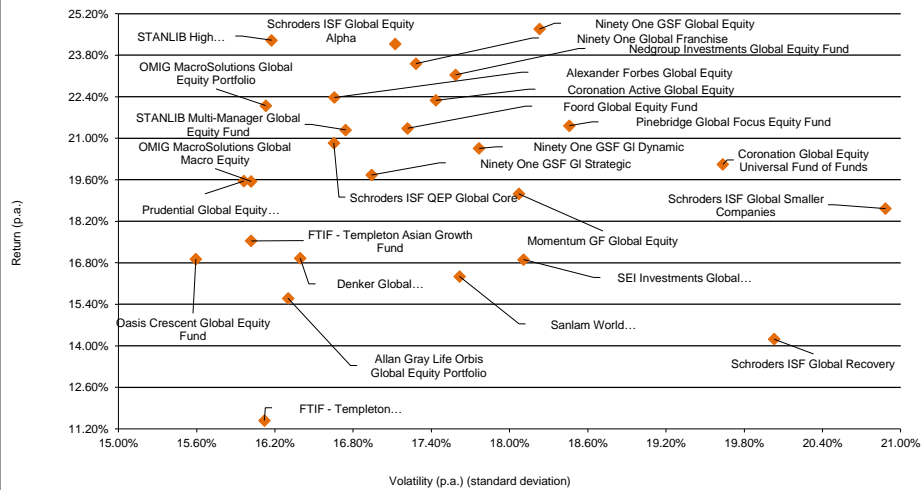 25.20%
23.80%
22.40%
21.00%
19.60%
18.20%
16.80%
15.40%
14.00%
12.60%
11.20%
Return (p.a.)
STANLIB High...
Schroders ISF Global Equity
Alpha
Ninety One GSF Global Equity
Ninety One Global Franchise
Nedgroup Investments Global Equity Fund
OMIG MacroSolutions Global
Equity Portfolio
Alexander Forbes Global Equity
Coronation Active Global Equity
STANLIB Multi-Manager Global
Equity Fund
Foord Global Equity Fund
Pinebridge Global Focus Equity Fund
OMIG MacroSolutions Global
Macro Equity
Ninety One GSF GI Dynamic
Ninety One GSF GI Strategic
Coronation Global Equity
Universal Fund of Funds
Prudential Global Equity ...
Schroders ISF QEP Global Core
Schroders ISF Global Smaller
Companies
FTIF - Templeton Asian Growth
Fund
Momentum GF Global Equity
Denker Global...
SEI Investments Global...
Oasis Crescent Global Equity
Fund
Sanlam World...
Allan Gray Life Orbis
Global Equity Portfolio
Schroders ISF Global Recovery
FTIF - Templeton...
15.00% 15.60% 16.20% 16.80% 17.40% 18.00% 18.60% 19.20% 19.80% 20.40% 21.00%
Volatility (p.a.) (standard deviation)